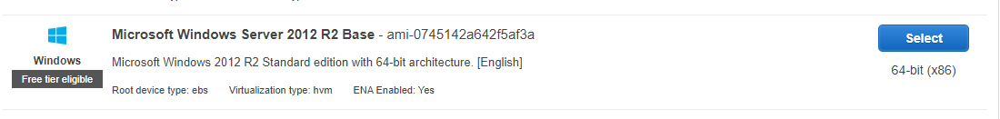 Microsoft Windows Server 2012 R2 Base - ami-0745142a642f5af3a
Select
Windows
Microsoft Windows 2012 R2 Standard edition with 64-bit architecture. [English]
64-bit (x86)
Free tier eligible
Root device type: ebs Virtualization type: hvm ENA Enabled: Yes